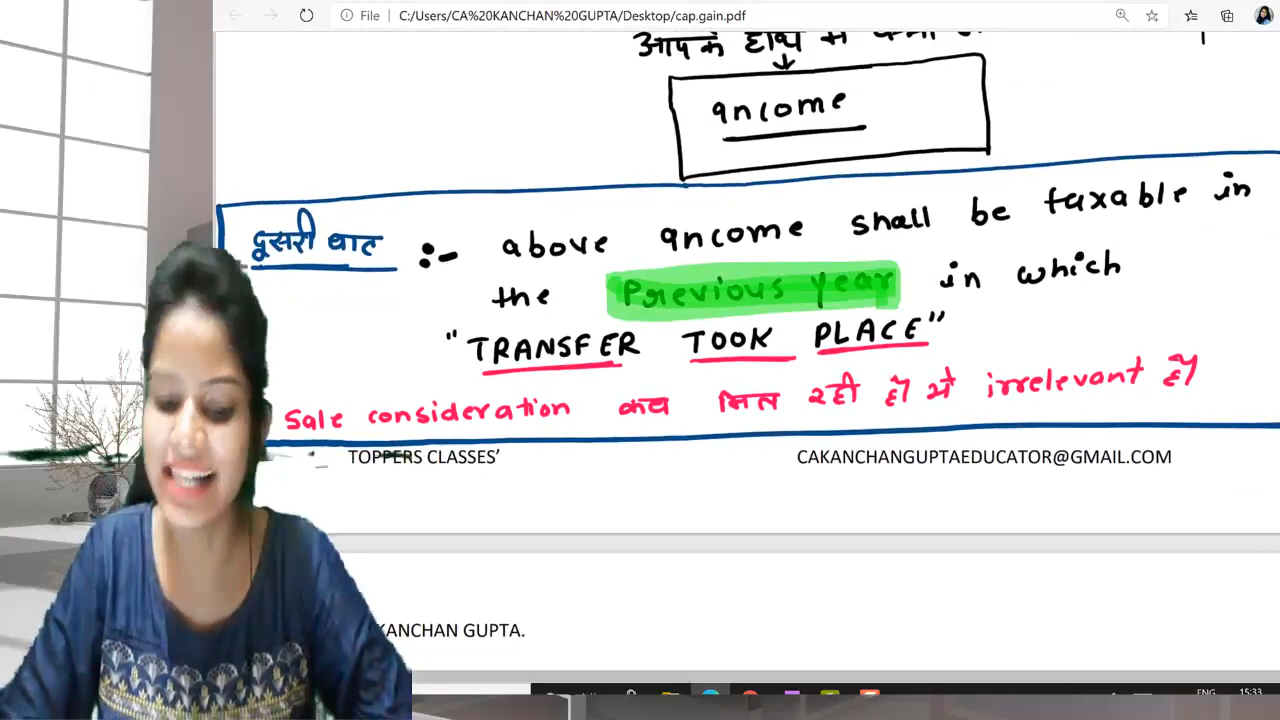 File C:/Users/CA%20KANCHAN%20GUPTA/Desktop/cap.gain.pdf
आपके हाथ में
Income
दूसरी बात :- above Income shall be taxable in
the Previous year in which
"TRANSFER TOOK PLACE"
Sale consideration कब मिल रही है ये irrelevant है
TOPPERS CLASSES' CAKANCHANGUPTAEDUCATOR@GMAIL.COM
KANCHAN GUPTA.
ENG 15:33